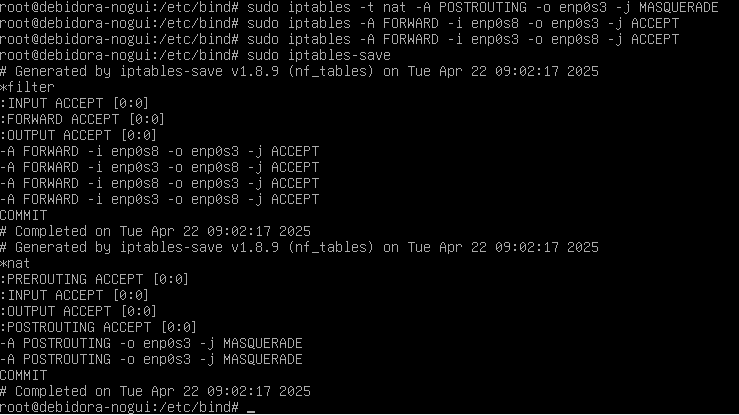 root@debidora-nogui:/etc/bind# sudo iptables -t nat -A POSTROUTING -o enp0s3 -j MASQUERADE
root@debidora-nogui:/etc/bind# sudo iptables -A FORWARD -i enp0s8 -o enp0s3 -j ACCEPT
root@debidora-nogui:/etc/bind# sudo iptables -A FORWARD -i enp0s3 -o enp0s8 -j ACCEPT
root@debidora-nogui:/etc/bind# sudo iptables-save
# Generated by iptables-save v1.8.9 (nf_tables) on Tue Apr 22 09:02:17 2025
*filter
:INPUT ACCEPT [0:0]
:FORWARD ACCEPT [0:0]
:OUTPUT ACCEPT [0:0]
-A FORWARD -i enp0s8 -o enp0s3 -j ACCEPT
-A FORWARD -i enp0s3 -o enp0s8 -j ACCEPT
-A FORWARD -i enp0s8 -o enp0s3 -j ACCEPT
-A FORWARD -i enp0s3 -o enp0s8 -j ACCEPT
COMMIT
# Completed on Tue Apr 22 09:02:17 2025
# Generated by iptables-save v1.8.9 (nf_tables) on Tue Apr 22 09:02:17 2025
*nat
:PREROUTING ACCEPT [0:0]
:INPUT ACCEPT [0:0]
:OUTPUT ACCEPT [0:0]
:POSTROUTING ACCEPT [0:0]
-A POSTROUTING -o enp0s3 -j MASQUERADE
-A POSTROUTING -o enp0s3 -j MASQUERADE
COMMIT
# Completed on Tue Apr 22 09:02:17 2025
root@debidora-nogui:/etc/bind# _